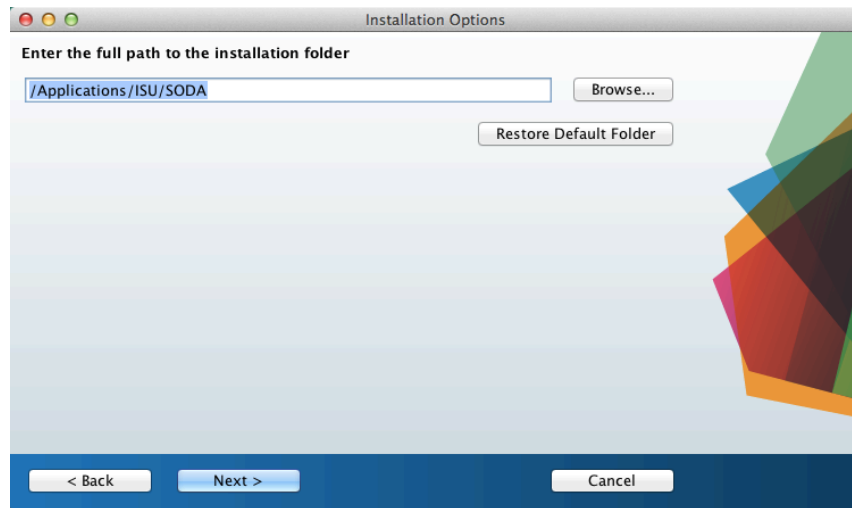 Installation Options
Enter the full path to the installation folder
/Applications/ISU/SODA
Browse...
Restore Default Folder
< Back
Next >
Cancel